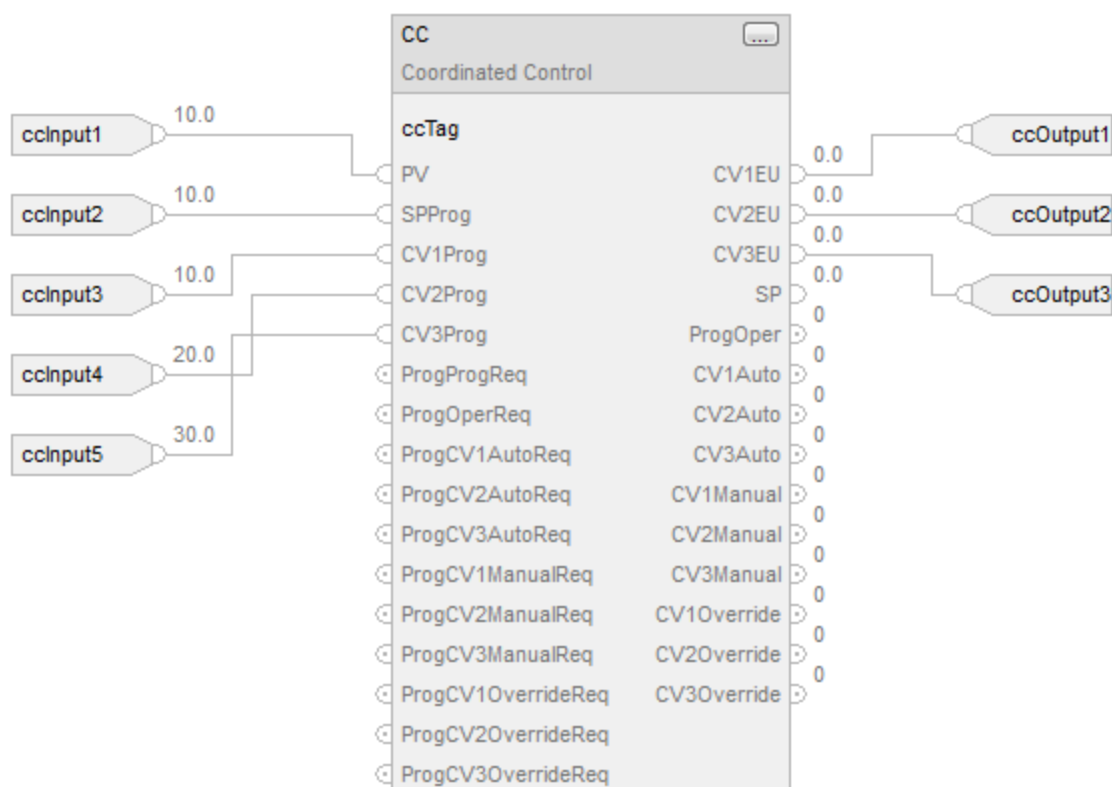 CC
...
Coordinated Control
ccTag
ccInput1
10.0
ccInput2
10.0
ccInput3
10.0
ccInput4
20.0
ccInput5
30.0
PV
SPProg
CV1Prog
CV2Prog
CV3Prog
ProgProgReq
ProgOperReq
ProgCV1AutoReq
ProgCV2AutoReq
ProgCV3AutoReq
ProgCV1ManualReq
ProgCV2ManualReq
ProgCV3ManualReq
ProgCV1OverrideReq
ProgCV2OverrideReq
ProgCV3OverrideReq
CV1EU
0.0
CV2EU
0.0
CV3EU
0.0
SP
0.0
ProgOper
0
CV1Auto
0
CV2Auto
0
CV3Auto
0
CV1Manual
0
CV2Manual
0
CV3Manual
0
CV1Override
0
CV2Override
0
CV3Override
0
ccOutput1
ccOutput2
ccOutput3